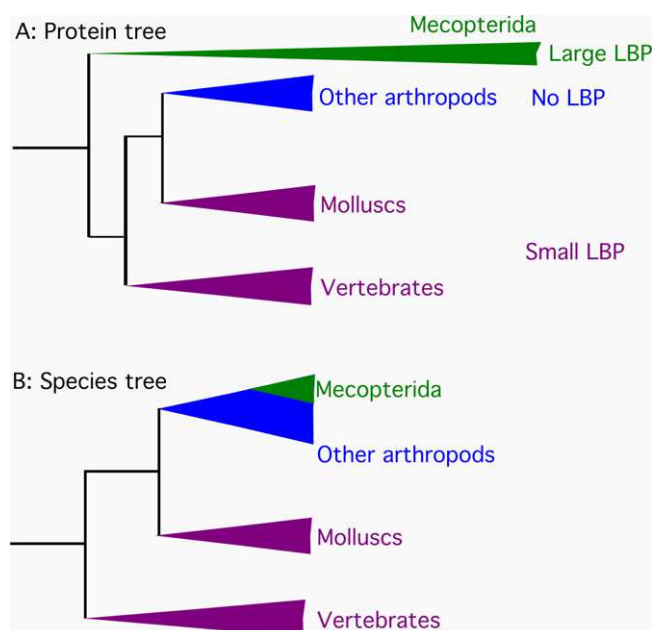 A: Protein tree
Mecopterida
Large LBP
Other arthropods No LBP
Molluscs
Small LBP
Vertebrates
B: Species tree
Mecopterida
Other arthropods
Molluscs
Vertebrates